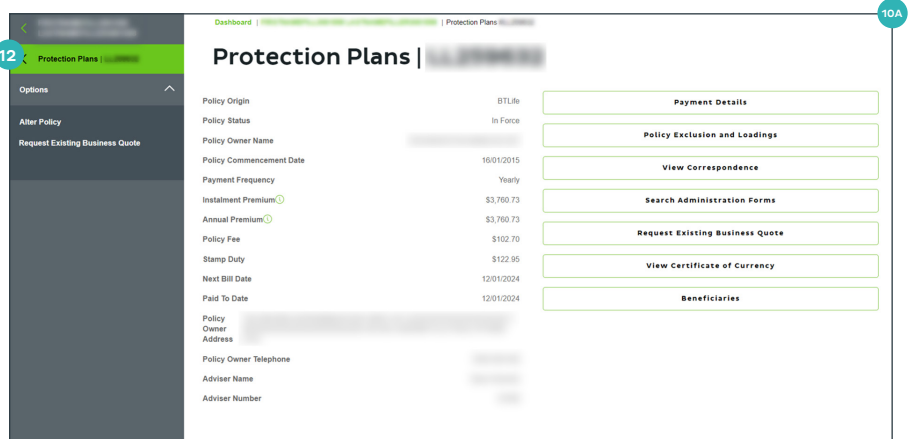 10A
Dashboard | | Protection Plans
12
Protection Plans |
Options
Alter Policy
Request Existing Business Quote
Protection Plans |
Policy Origin BTLife
Policy Status In Force
Policy Owner Name
Policy Commencement Date 16/01/2015
Payment Frequency Yearly
Instalment Premium $3,760.73
Annual Premium $3,760.73
Policy Fee $102.70
Stamp Duty $122.95
Next Bill Date 12/01/2024
Paid To Date 12/01/2024
Policy
Owner
Address
Policy Owner Telephone
Adviser Name
Adviser Number
Payment Details
Policy Exclusion and Loadings
View Correspondence
Search Administration Forms
Request Existing Business Quote
View Certificate of Currency
Beneficiaries